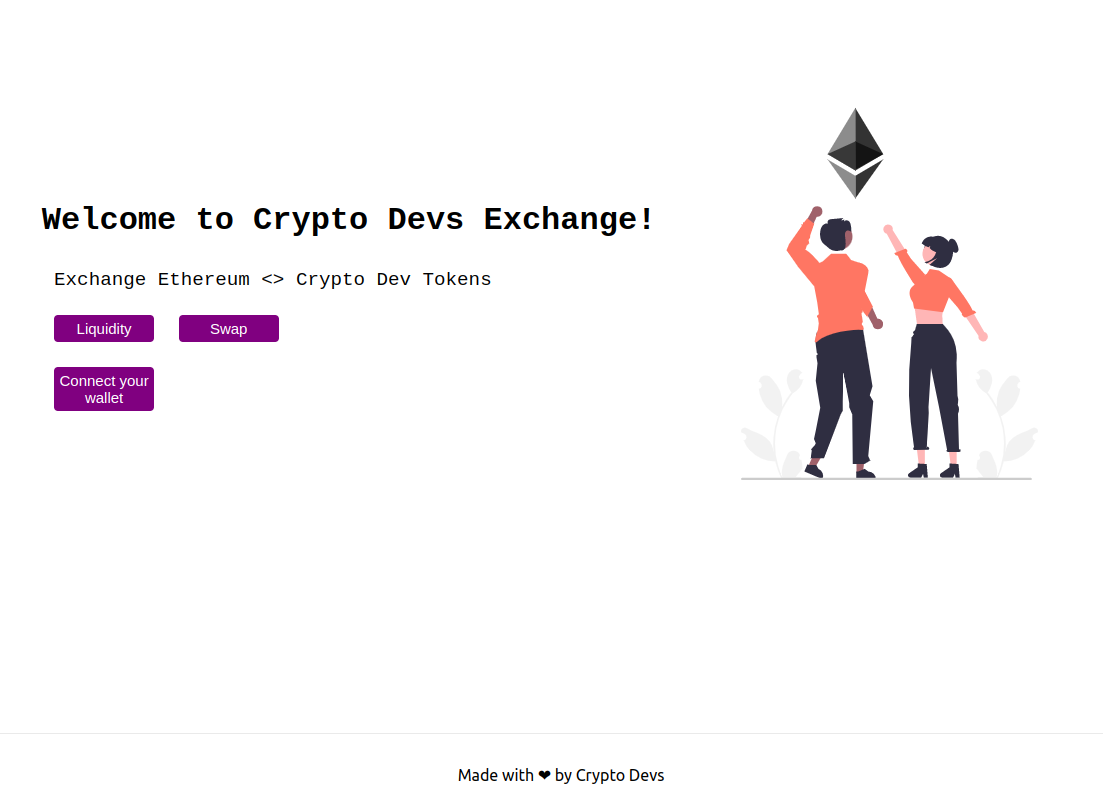 Welcome to Crypto Devs Exchange!
Exchange Ethereum <> Crypto Dev Tokens
Liquidity
Swap
Connect your
wallet
Made with ❤ by Crypto Devs